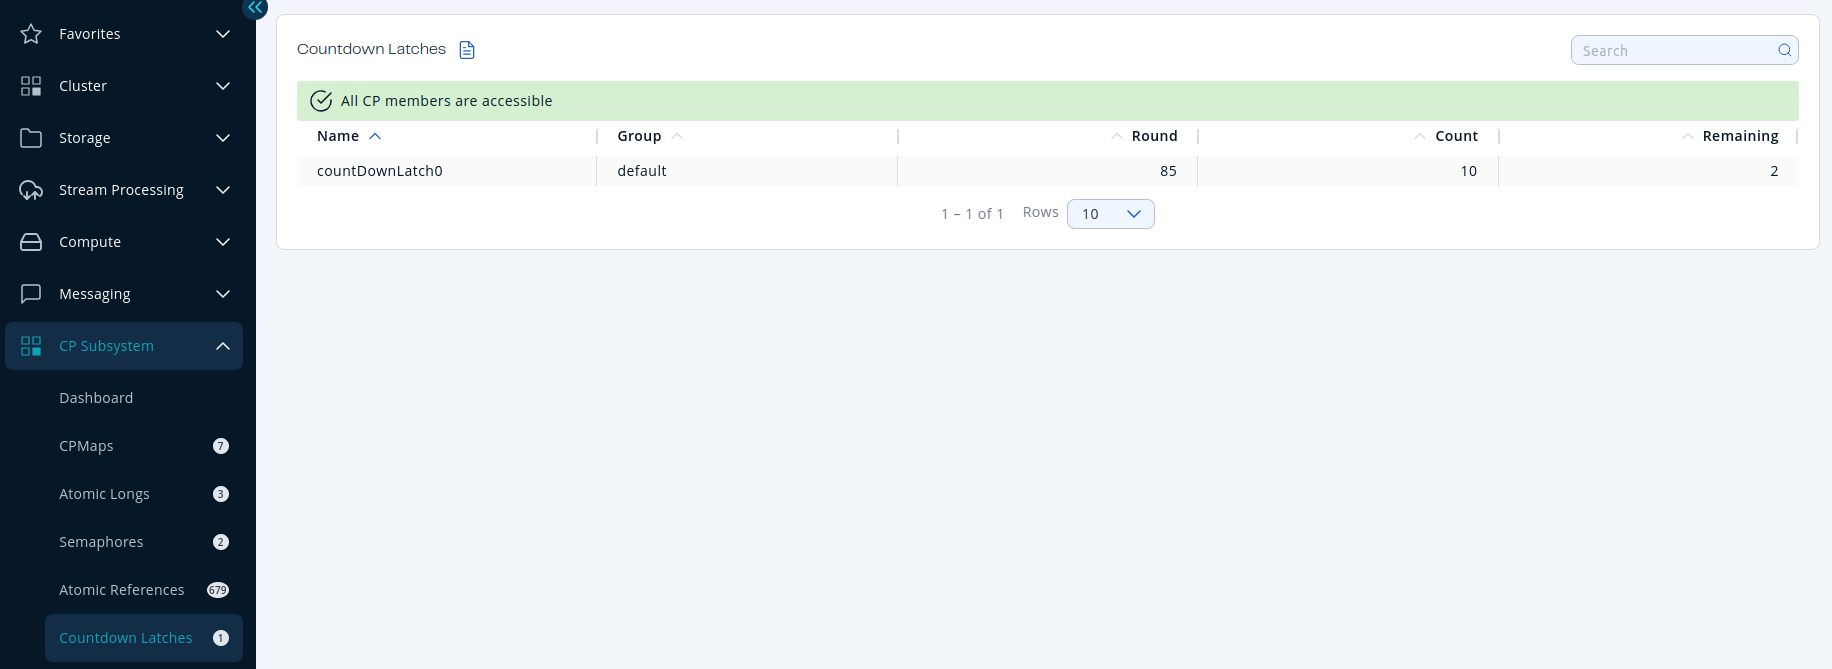 Favorites
Cluster
Storage
Stream Processing
Compute
Messaging
CP Subsystem
Dashboard
CPMaps 7
Atomic Longs 3
Semaphores 2
Atomic References 679
Countdown Latches 1
Countdown Latches
Search
All CP members are accessible
Name Group Round Count Remaining
countDownLatch0 default 85 10 2
1 – 1 of 1 Rows 10